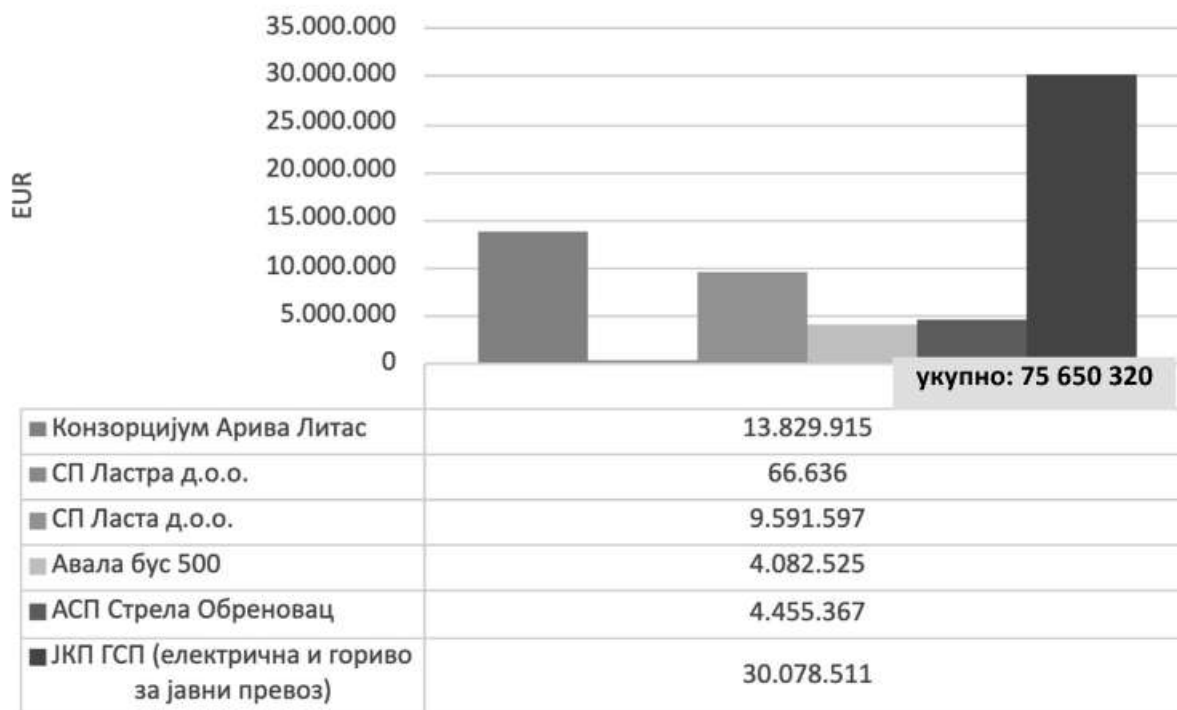 35.000.000
30.000.000
25.000.000
20.000.000
15.000.000
10.000.000
5.000.000
0
EUR
укупно: 75 650 320
Конзорцијум Арива Литас 13.829.915
СП Ластра д.о.о. 66.636
СП Ласта д.о.о. 9.591.597
Авала бус 500 4.082.525
АСП Стрела Обреновац 4.455.367
ЈКП ГСП (електрична и гориво
за јавни превоз) 30.078.511